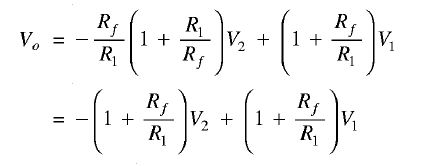 V_o = -\frac{R_f}{R_1}\left(1 + \frac{R_1}{R_f}\right)V_2 + \left(1 + \frac{R_f}{R_1}\right)V_1
= -\left(1 + \frac{R_f}{R_1}\right)V_2 + \left(1 + \frac{R_f}{R_1}\right)V_1